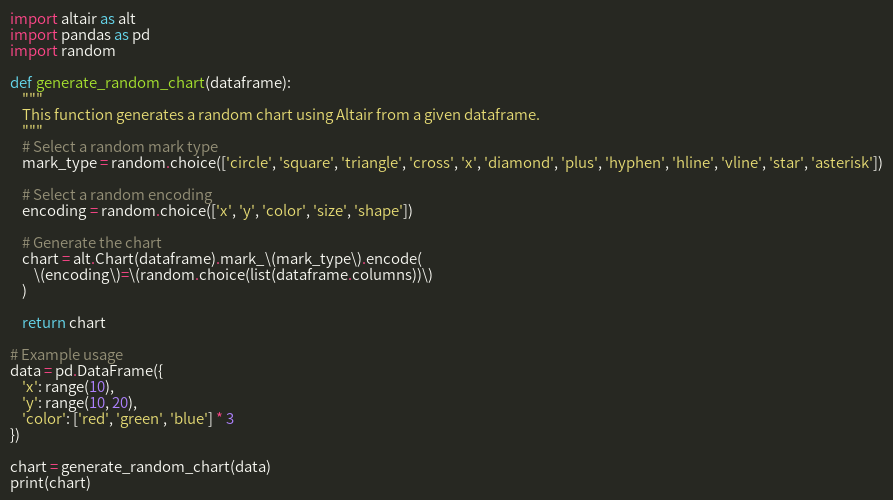 import altair as alt
import pandas as pd
import random

def generate_random_chart(dataframe):
    """
    This function generates a random chart using Altair from a given dataframe.
    """
    # Select a random mark type
    mark_type = random.choice(['circle', 'square', 'triangle', 'cross', 'x', 'diamond', 'plus', 'hyphen', 'hline', 'vline', 'star', 'asterisk'])

    # Select a random encoding
    encoding = random.choice(['x', 'y', 'color', 'size', 'shape'])

    # Generate the chart
    chart = alt.Chart(dataframe).mark_\(mark_type\).encode(
        \(encoding\)=\(random.choice(list(dataframe.columns))\)
    )

    return chart

# Example usage
data = pd.DataFrame({
    'x': range(10),
    'y': range(10, 20),
    'color': ['red', 'green', 'blue'] * 3
})

chart = generate_random_chart(data)
print(chart)